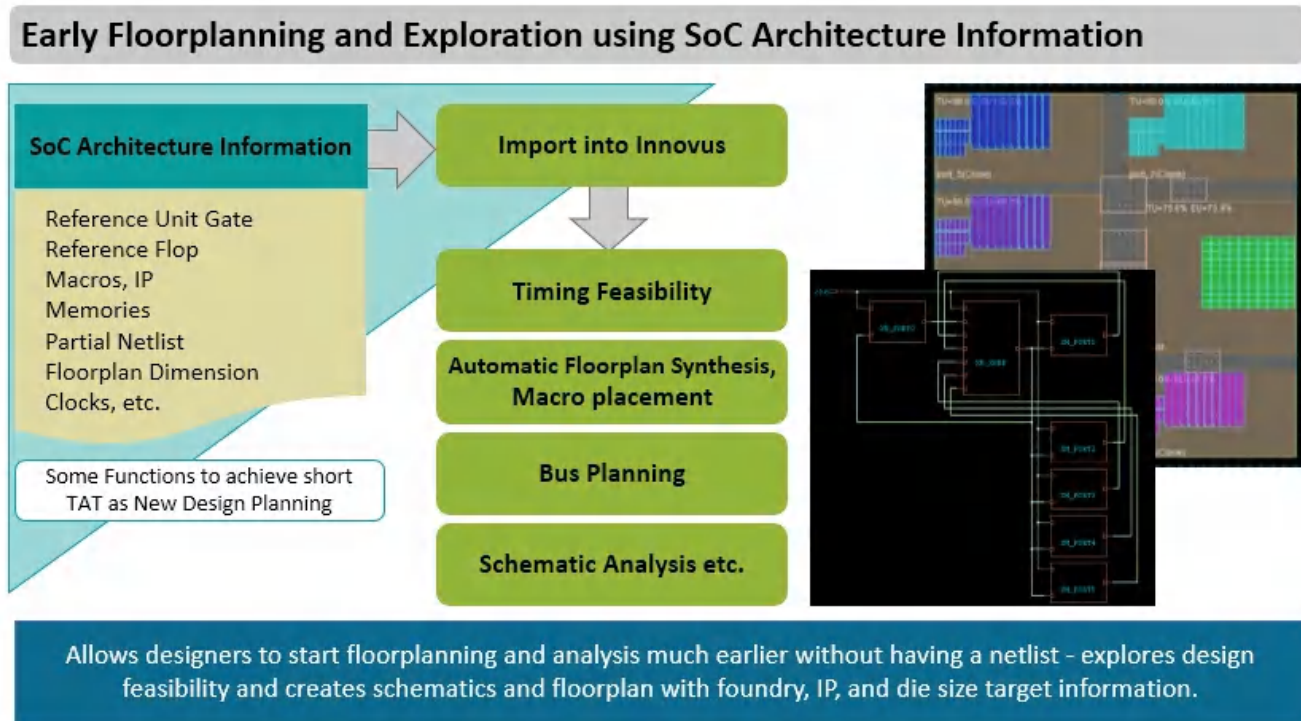 Early Floorplanning and Exploration using SoC Architecture Information
SoC Architecture Information
Reference Unit Gate
Reference Flop
Macros, IP
Memories
Partial Netlist
Floorplan Dimension
Clocks, etc.
Some Functions to achieve short
TAT as New Design Planning
Import into Innovus
Timing Feasibility
Automatic Floorplan Synthesis,
Macro placement
Bus Planning
Schematic Analysis etc.
Allows designers to start floorplanning and analysis much earlier without having a netlist - explores design
feasibility and creates schematics and floorplan with foundry, IP, and die size target information.